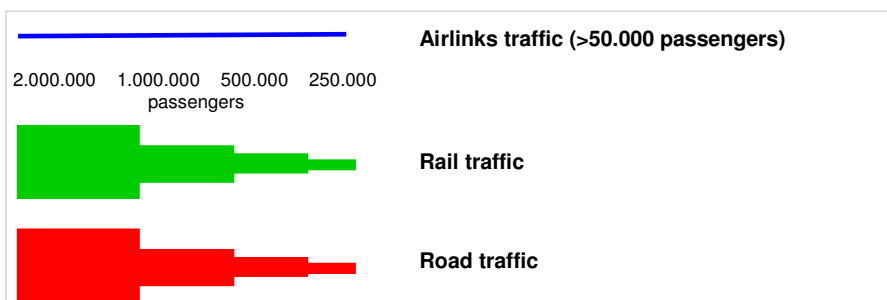 Airlinks traffic (>50.000 passengers)
2.000.000 1.000.000 500.000 250.000
passengers
Rail traffic
Road traffic